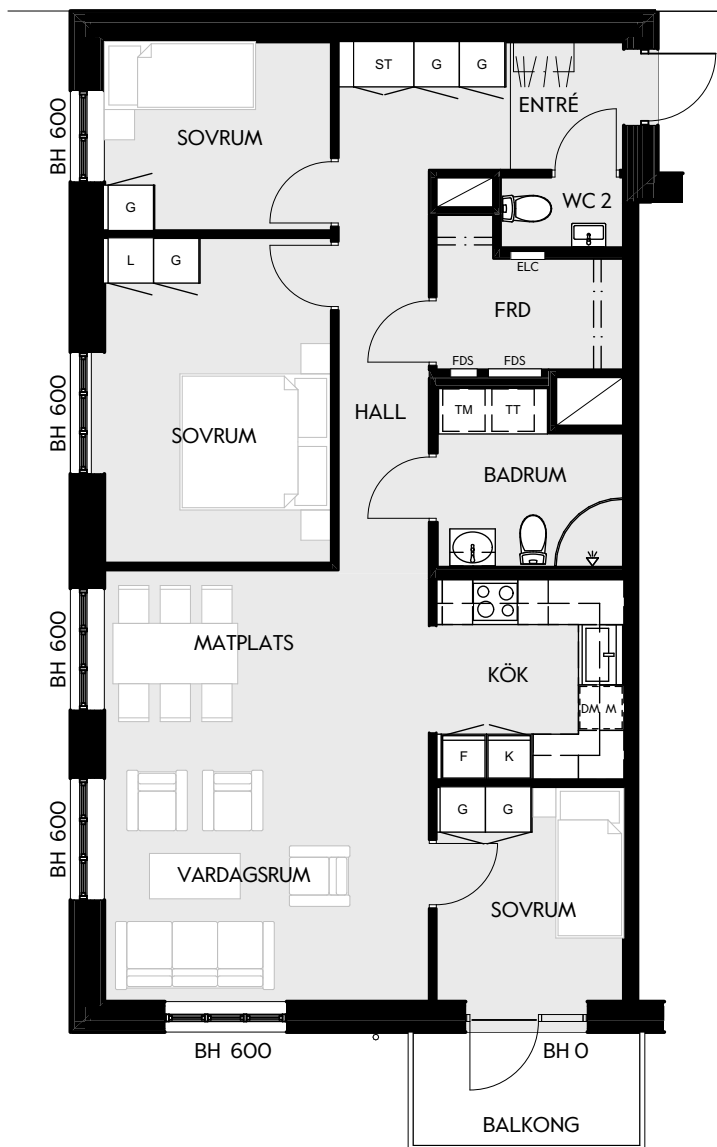 ST G G
ENTRÉ
BH 600
SOVRUM
G
WC 2
L G
ELC
FRD
FDS FDS
BH 600
SOVRUM
HALL
TM TT
BADRUM
BH 600
MATPLATS
KÖK
DM M
F K
BH 600
G G
VARDAGSRUM
SOVRUM
BH 600
BH 0
BALKONG